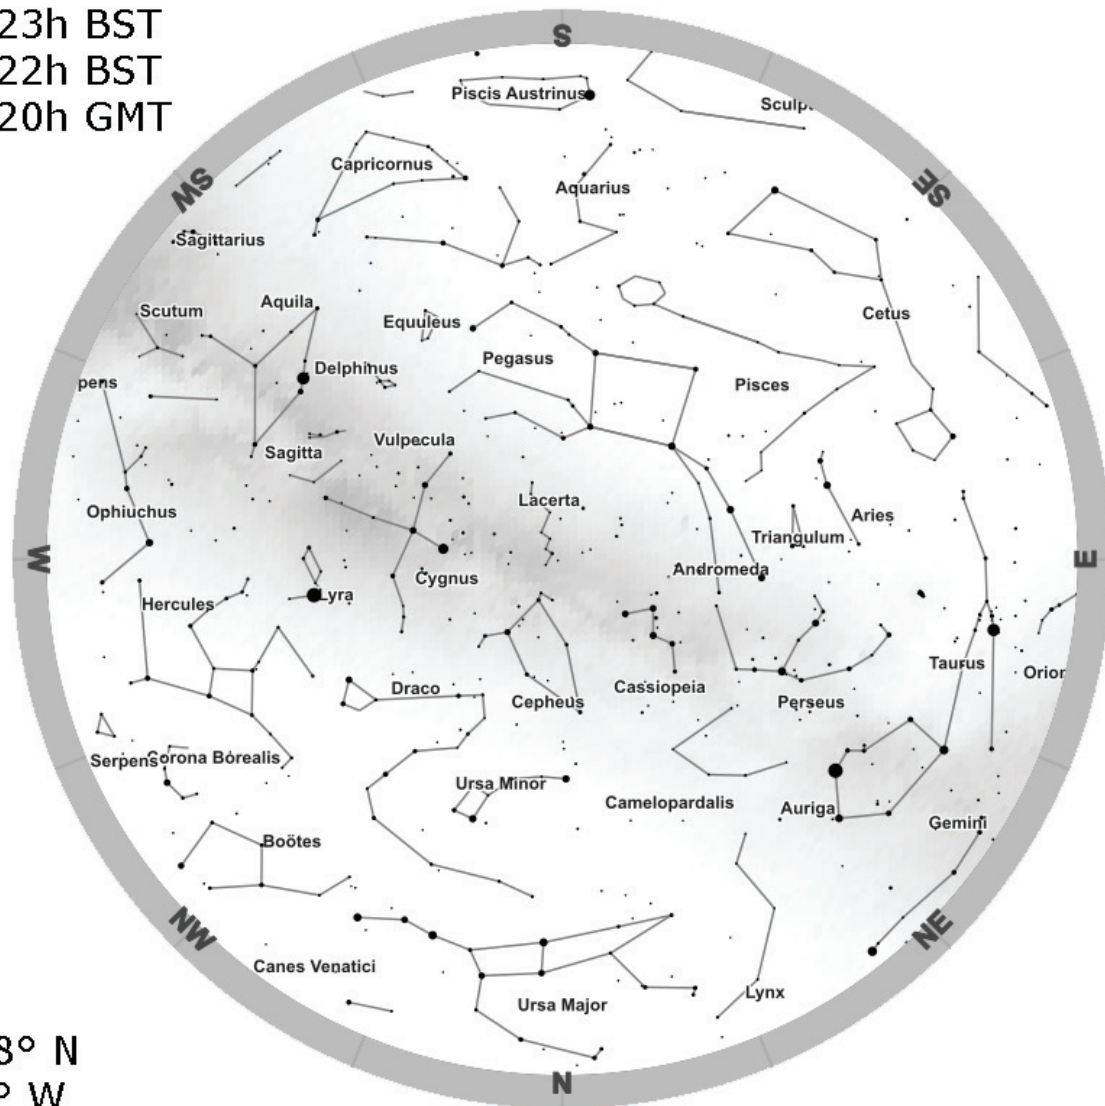 23h BST
22h BST
20h GMT
S
Piscis Austrinus
Sculp
Capricornus
Aquarius
SW
SE
Sagittarius
Scutum
Aquila
Equuleus
Cetus
Pegasus
Delphinus
pens
Pisces
Vulpecula
Sagitta
Lacerta
Ophiuchus
Aries
Triangulum
W
E
Andromeda
Cygnus
Lyra
Hercules
Taurus
Orion
Draco
Cassiopeia
Cepheus
Perseus
Serpens
Corona Borealis
Ursa Minor
Camelopardalis
Auriga
Gemini
Boötes
NW
NE
Canes Venatici
Lynx
Ursa Major
8° N
° W
N